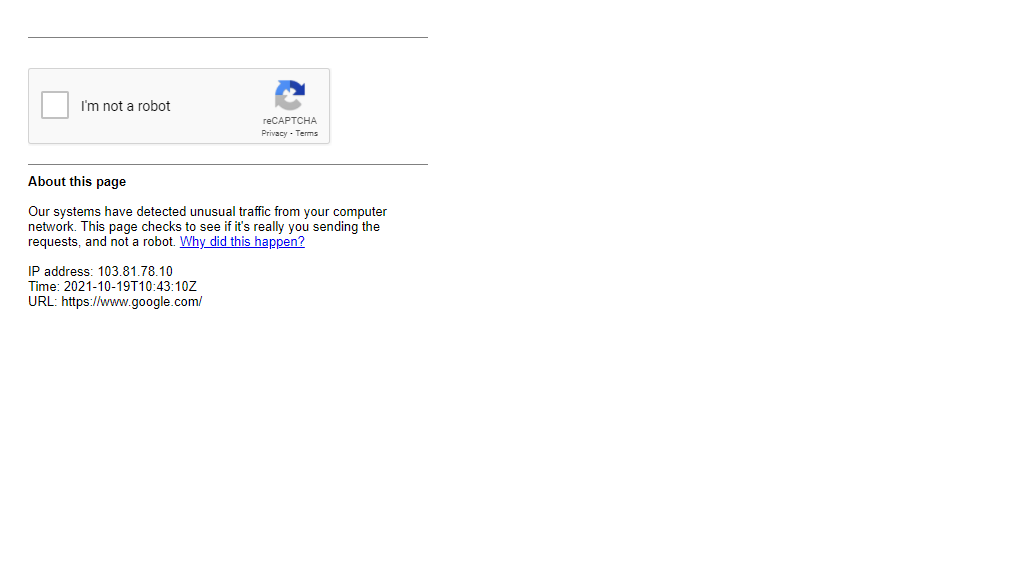 I'm not a robot
reCAPTCHA
Privacy - Terms
About this page
Our systems have detected unusual traffic from your computer
network. This page checks to see if it's really you sending the
requests, and not a robot. Why did this happen?
IP address: 103.81.78.10
Time: 2021-10-19T10:43:10Z
URL: https://www.google.com/